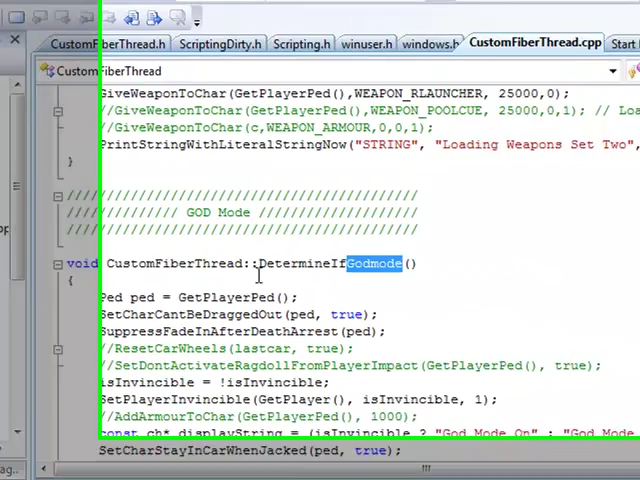 CustomFiberThread.h ScriptingDirty.h Scripting.h winuser.h windows.h CustomFiberThread.cpp Start
CustomFiberThread
GiveWeaponToChar(GetPlayerPed(),WEAPON_RLAUNCHER, 25000,0);
//GiveWeaponToChar(GetPlayerPed(),WEAPON_POOLCUE, 25000,0,1); // Loa
//GiveWeaponToChar(c,WEAPON_ARMOUR,0,0,1);
PrintStringWithLiteralStringNow("STRING", "Loading Weapons Set Two",
}
//////////////////////////////////////////
///////////// GOD Mode ///////////////////
//////////////////////////////////////////
void CustomFiberThread::DetermineIfGodmode()
{
Ped ped = GetPlayerPed();
SetCharCantBeDraggedOut(ped, true);
SuppressFadeInAfterDeathArrest(ped);
//ResetCarWheels(lastcar, true);
//SetDontActivateRagdollFromPlayerImpact(GetPlayerPed(), true);
isInvincible = !isInvincible;
SetPlayerInvincible(GetPlayer(), isInvincible, 1);
//AddArmourToChar(GetPlayerPed(), 1000);
const ch* displayString = (isInvincible ? "God Mode On" : "God Mode
SetCharStayInCarWhenJacked(ped, true);